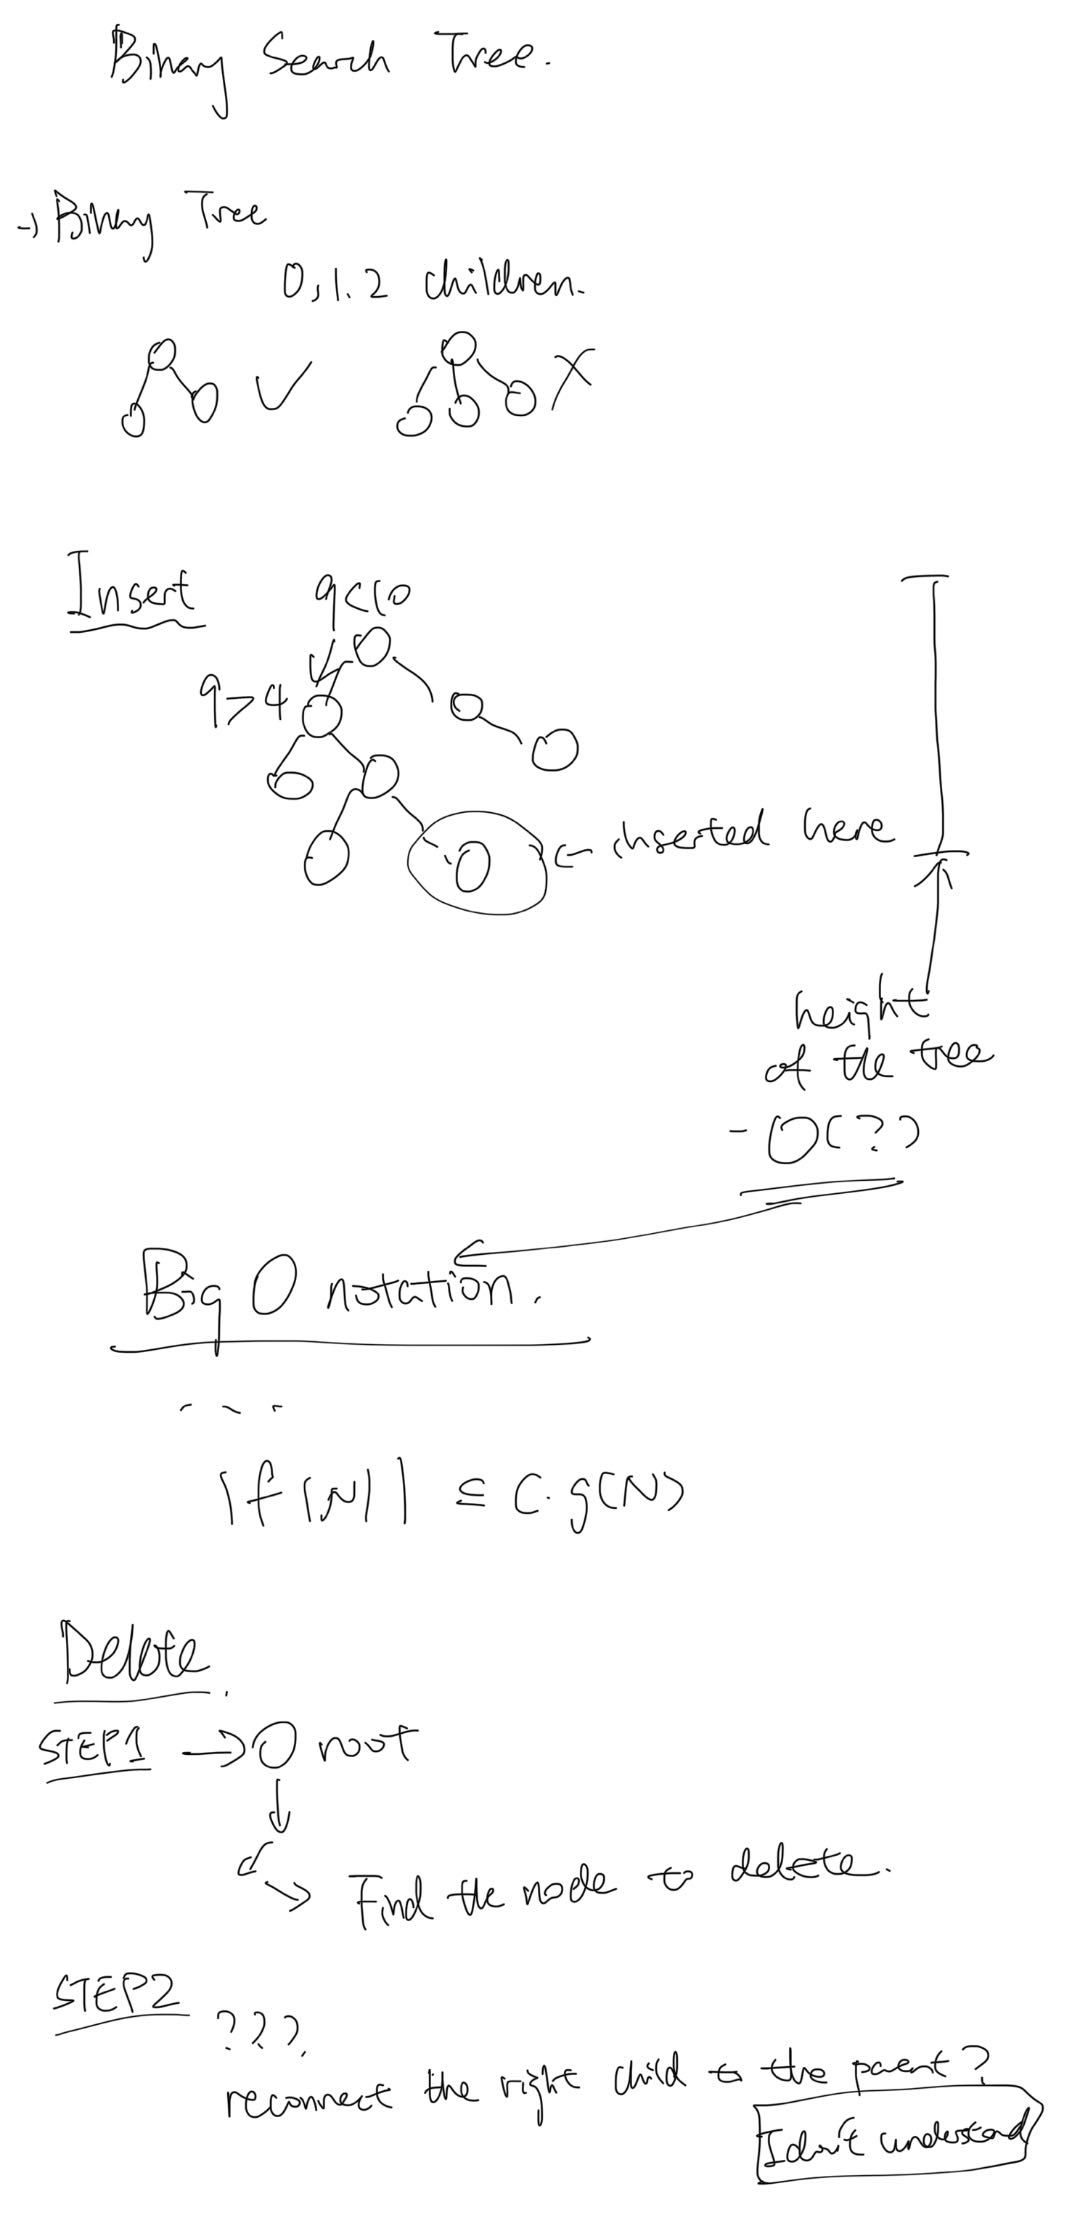 Binary Search Tree.
→ Binary Tree
0, 1. 2 children.
Insert
9<10
9>4
← inserted here
height
of the tree
- O(?)
Big O notation.
...
|f(N)| ≤ C·g(N)
Delete.
STEP1 → root
Find the node to delete.
STEP2
???
reconnect the right child to the parent?
I don't understand